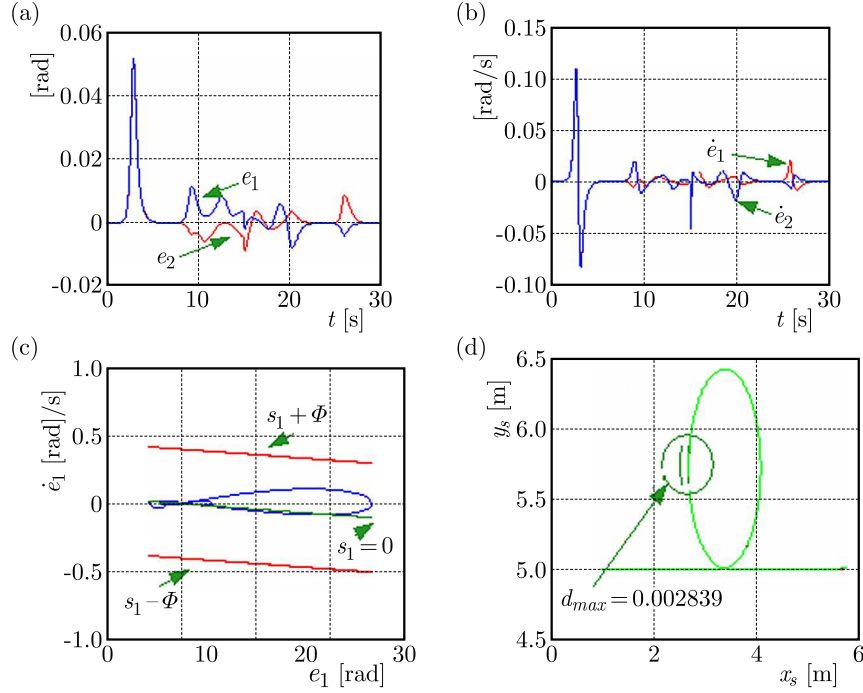 (a)
[rad]
0.06
0.04
0.02
0
-0.02
0 10 20 30
t [s]
e₁
e₂
(b)
[rad/s]
0.15
0.10
0.05
0
-0.05
-0.10
0 10 20 30
t [s]
ė₁
ė₂
(c)
ė₁ [rad]/s]
1.0
0.5
0
-0.5
-1.0
0 10 20 30
e₁ [rad]
s₁+Φ
s₁=0
s₁–Φ
(d)
yₛ [m]
6.5
6.0
5.5
5.0
4.5
0 2 4 6
xₛ [m]
d_max=0.002839